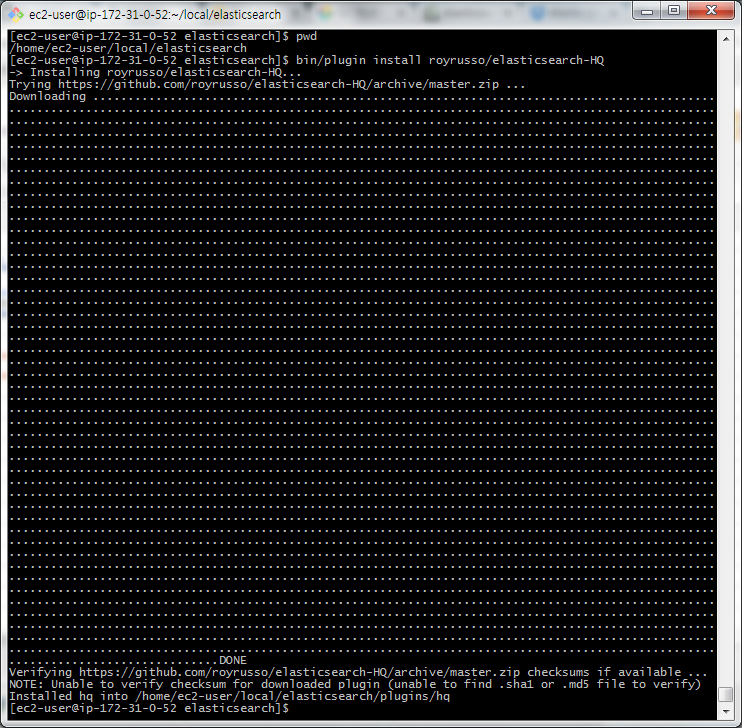 ec2-user@ip-172-31-0-52:~/local/elasticsearch
[ec2-user@ip-172-31-0-52 elasticsearch]$ pwd
/home/ec2-user/local/elasticsearch
[ec2-user@ip-172-31-0-52 elasticsearch]$ bin/plugin install royrusso/elasticsearch-HQ
-> Installing royrusso/elasticsearch-HQ...
Trying https://github.com/royrusso/elasticsearch-HQ/archive/master.zip ...
Downloading .........................................................................................
..............................DONE
Verifying https://github.com/royrusso/elasticsearch-HQ/archive/master.zip checksums if available ...
NOTE: Unable to verify checksum for downloaded plugin (unable to find .sha1 or .md5 file to verify)
Installed hq into /home/ec2-user/local/elasticsearch/plugins/hq
[ec2-user@ip-172-31-0-52 elasticsearch]$